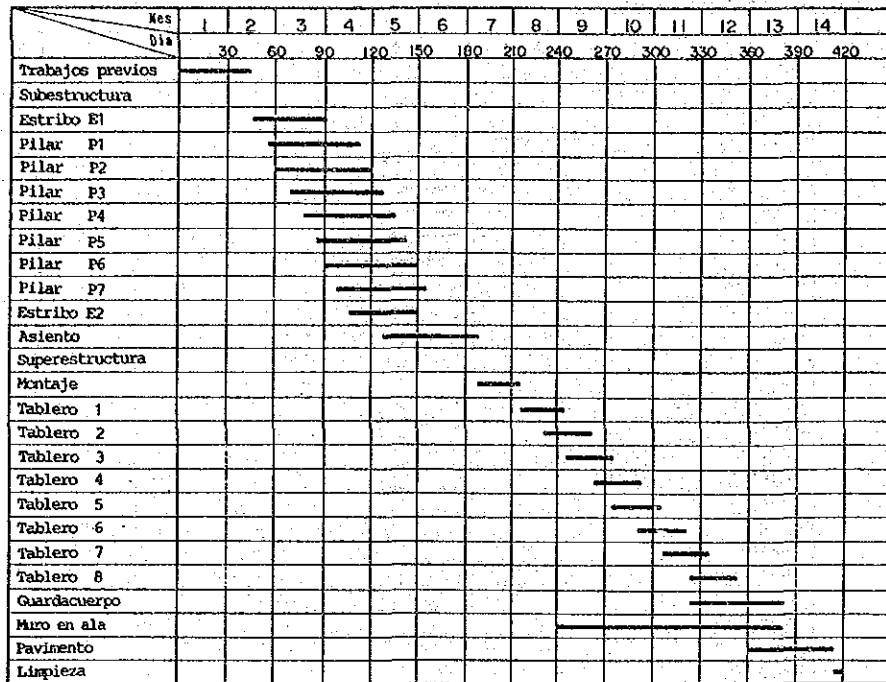 Mes 1 2 3 4 5 6 7 8 9 10 11 12 13 14
Dia 30 60 90 120 150 180 210 240 270 300 330 360 390 420
Trabajos previos
Subestructura
Estribo E1
Pilar P1
Pilar P2
Pilar P3
Pilar P4
Pilar P5
Pilar P6
Pilar P7
Estribo E2
Asiento
Superestructura
Montaje
Tablero 1
Tablero 2
Tablero 3
Tablero 4
Tablero 5
Tablero 6
Tablero 7
Tablero 8
Guardacuerpo
Muro en ala
Pavimento
Limpieza